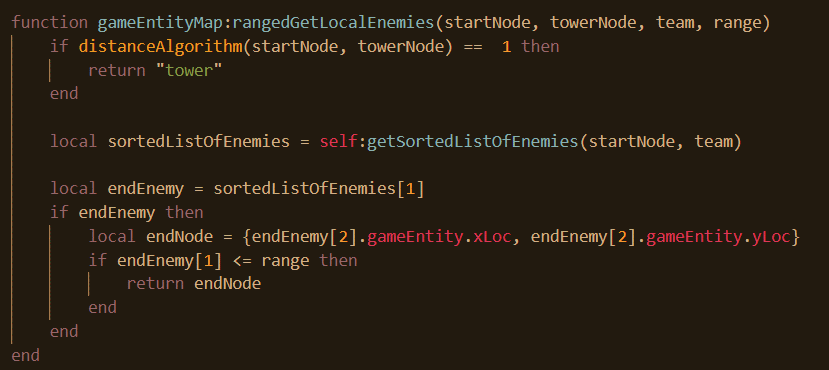 function gameEntityMap:rangedGetLocalEnemies(startNode, towerNode, team, range)
    if distanceAlgorithm(startNode, towerNode) ==  1 then
        return "tower"
    end

    local sortedListOfEnemies = self:getSortedListOfEnemies(startNode, team)

    local endEnemy = sortedListOfEnemies[1]
    if endEnemy then
        local endNode = {endEnemy[2].gameEntity.xLoc, endEnemy[2].gameEntity.yLoc}
        if endEnemy[1] <= range then
            return endNode
        end
    end
end